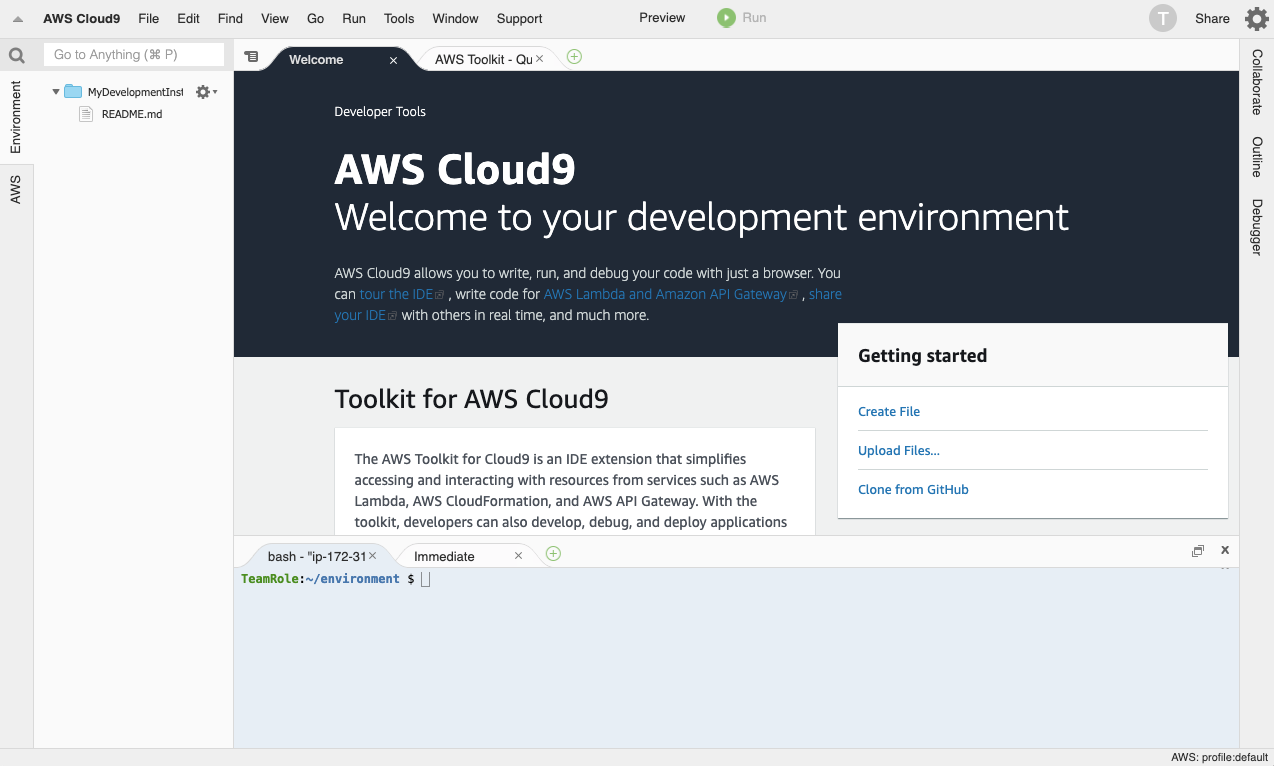 AWS Cloud9 File Edit Find View Go Run Tools Window Support Preview Run T Share
Go to Anything (⌘ P)
Welcome × AWS Toolkit - Qu ×
Environment
AWS
MyDevelopmentInst
README.md
Developer Tools
AWS Cloud9
Welcome to your development environment
AWS Cloud9 allows you to write, run, and debug your code with just a browser. You
can tour the IDE , write code for AWS Lambda and Amazon API Gateway , share
your IDE with others in real time, and much more.
Toolkit for AWS Cloud9
The AWS Toolkit for Cloud9 is an IDE extension that simplifies
accessing and interacting with resources from services such as AWS
Lambda, AWS CloudFormation, and AWS API Gateway. With the
toolkit, developers can also develop, debug, and deploy applications
Getting started
Create File
Upload Files...
Clone from GitHub
Collaborate
Outline
Debugger
bash - "ip-172-31 × Immediate ×
TeamRole:~/environment $
AWS: profile:default